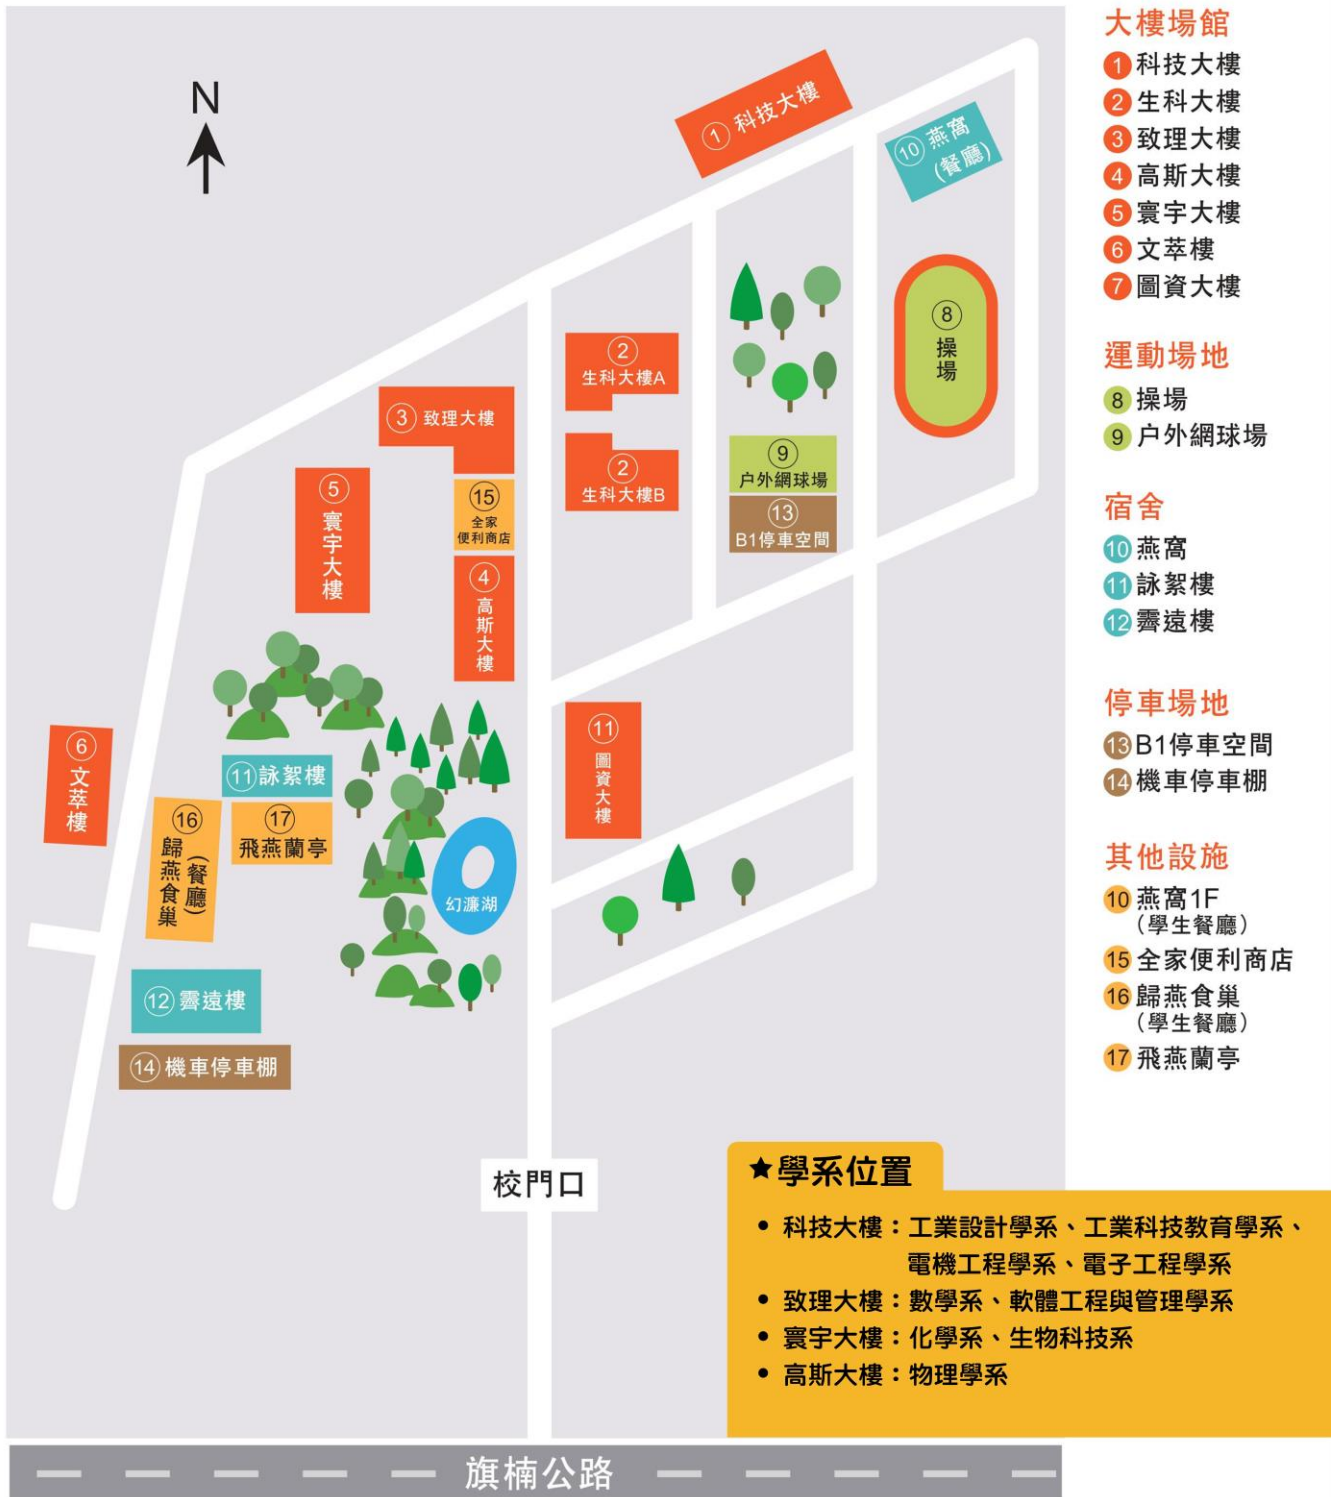 N
① 科技大樓
⑩ 燕窩
(餐廳)
⑧
操場
②
生科大樓A
③ 致理大樓
②
生科大樓B
⑨
户外網球場
⑬
B1停車空間
⑤
寰宇大樓
⑮
全家
便利商店
④
高斯大樓
⑥
文萃樓
⑪
圖資大樓
⑪詠絮樓
⑰
飛燕蘭亭
⑯
歸燕食巢
(餐廳)
幻濂湖
⑫ 霽遠樓
⑭ 機車停車棚
校門口
旗楠公路
大樓場館
① 科技大樓
② 生科大樓
③ 致理大樓
④ 高斯大樓
⑤ 寰宇大樓
⑥ 文萃樓
⑦ 圖資大樓
運動場地
⑧ 操場
⑨ 户外網球場
宿舍
⑩ 燕窩
⑪ 詠絮樓
⑫ 霽遠樓
停車場地
⑬ B1停車空間
⑭ 機車停車棚
其他設施
⑩ 燕窩1F
(學生餐廳)
⑮ 全家便利商店
⑯ 歸燕食巢
(學生餐廳)
⑰ 飛燕蘭亭
★學系位置
• 科技大樓：工業設計學系、工業科技教育學系、
電機工程學系、電子工程學系
• 致理大樓：數學系、軟體工程與管理學系
• 寰宇大樓：化學系、生物科技系
• 高斯大樓：物理學系